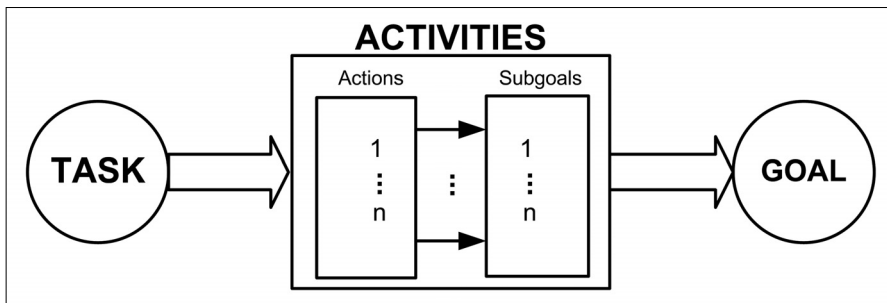 ACTIVITIES
Actions
Subgoals
TASK
1
⋮
n
⋮
1
⋮
n
GOAL